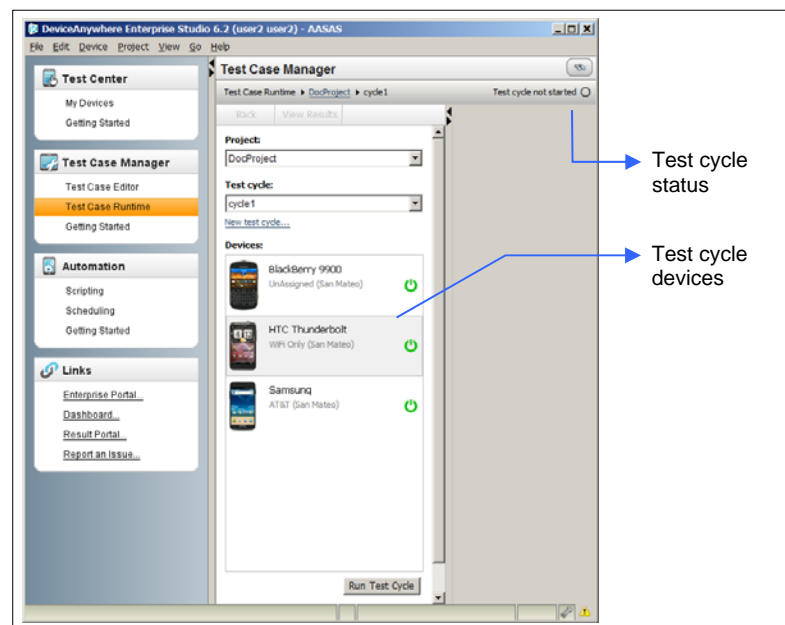 DeviceAnywhere Enterprise Studio 6.2 (user2 user2) - AASAS
File Edit Device Project View Go Help
Test Center
My Devices
Getting Started
Test Case Manager
Test Case Editor
Test Case Runtime
Getting Started
Automation
Scripting
Scheduling
Getting Started
Links
Enterprise Portal...
Dashboard...
Result Portal...
Report an Issue...
Test Case Manager
Test Case Runtime DocProject cycle1
Test cycle not started
Back View Results
Project:
DocProject
Test cycle:
cycle1
New test cycle...
Devices:
BlackBerry 9900
UnAssigned (San Mateo)
HTC Thunderbolt
WiFi Only (San Mateo)
Samsung
AT&T (San Mateo)
Run Test Cycle
Test cycle
status
Test cycle
devices